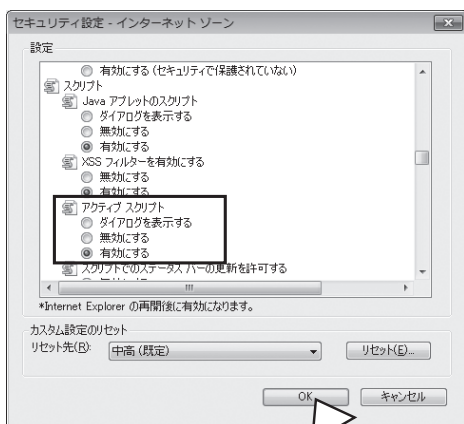 セキュリティ設定 - インターネット ゾーン
設定
有効にする (セキュリティで保護されていない)
スクリプト
Java アプレットのスクリプト
ダイアログを表示する
無効にする
有効にする
XSS フィルターを有効にする
無効にする
有効にする
アクティブ スクリプト
ダイアログを表示する
無効にする
有効にする
スクリプトでのステータス バーの更新を許可する
*Internet Explorer の再開後に有効になります。
カスタム設定のリセット
リセット先(R): 中高 (既定) リセット(E)...
OK キャンセル